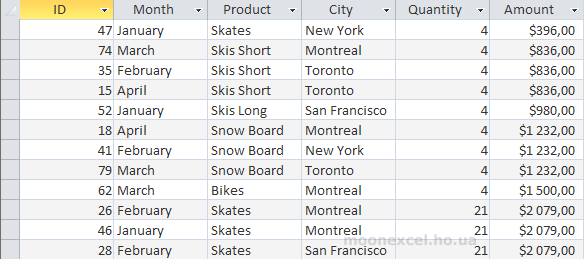 ID Month Product City Quantity Amount
47 January Skates New York 4 $396,00
74 March Skis Short Montreal 4 $836,00
35 February Skis Short Toronto 4 $836,00
15 April Skis Short Toronto 4 $836,00
52 January Skis Long San Francisco 4 $980,00
18 April Snow Board Montreal 4 $1 232,00
41 February Snow Board New York 4 $1 232,00
79 March Snow Board Toronto 4 $1 232,00
62 March Bikes Montreal 4 $1 500,00
26 February Skates Montreal 21 $2 079,00
46 January Skates Montreal 21 $2 079,00
moonexcel.ho.ua
28 February Skates San Francisco 21 $2 079,00